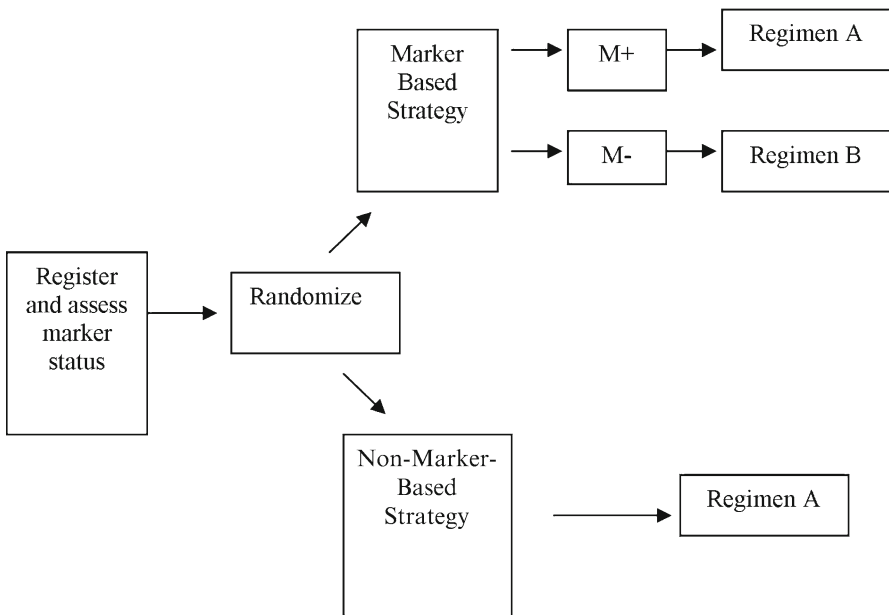 Register
and assess
marker
status
Randomize
Marker
Based
Strategy
M+
Regimen A
M-
Regimen B
Non-Marker-
Based
Strategy
Regimen A